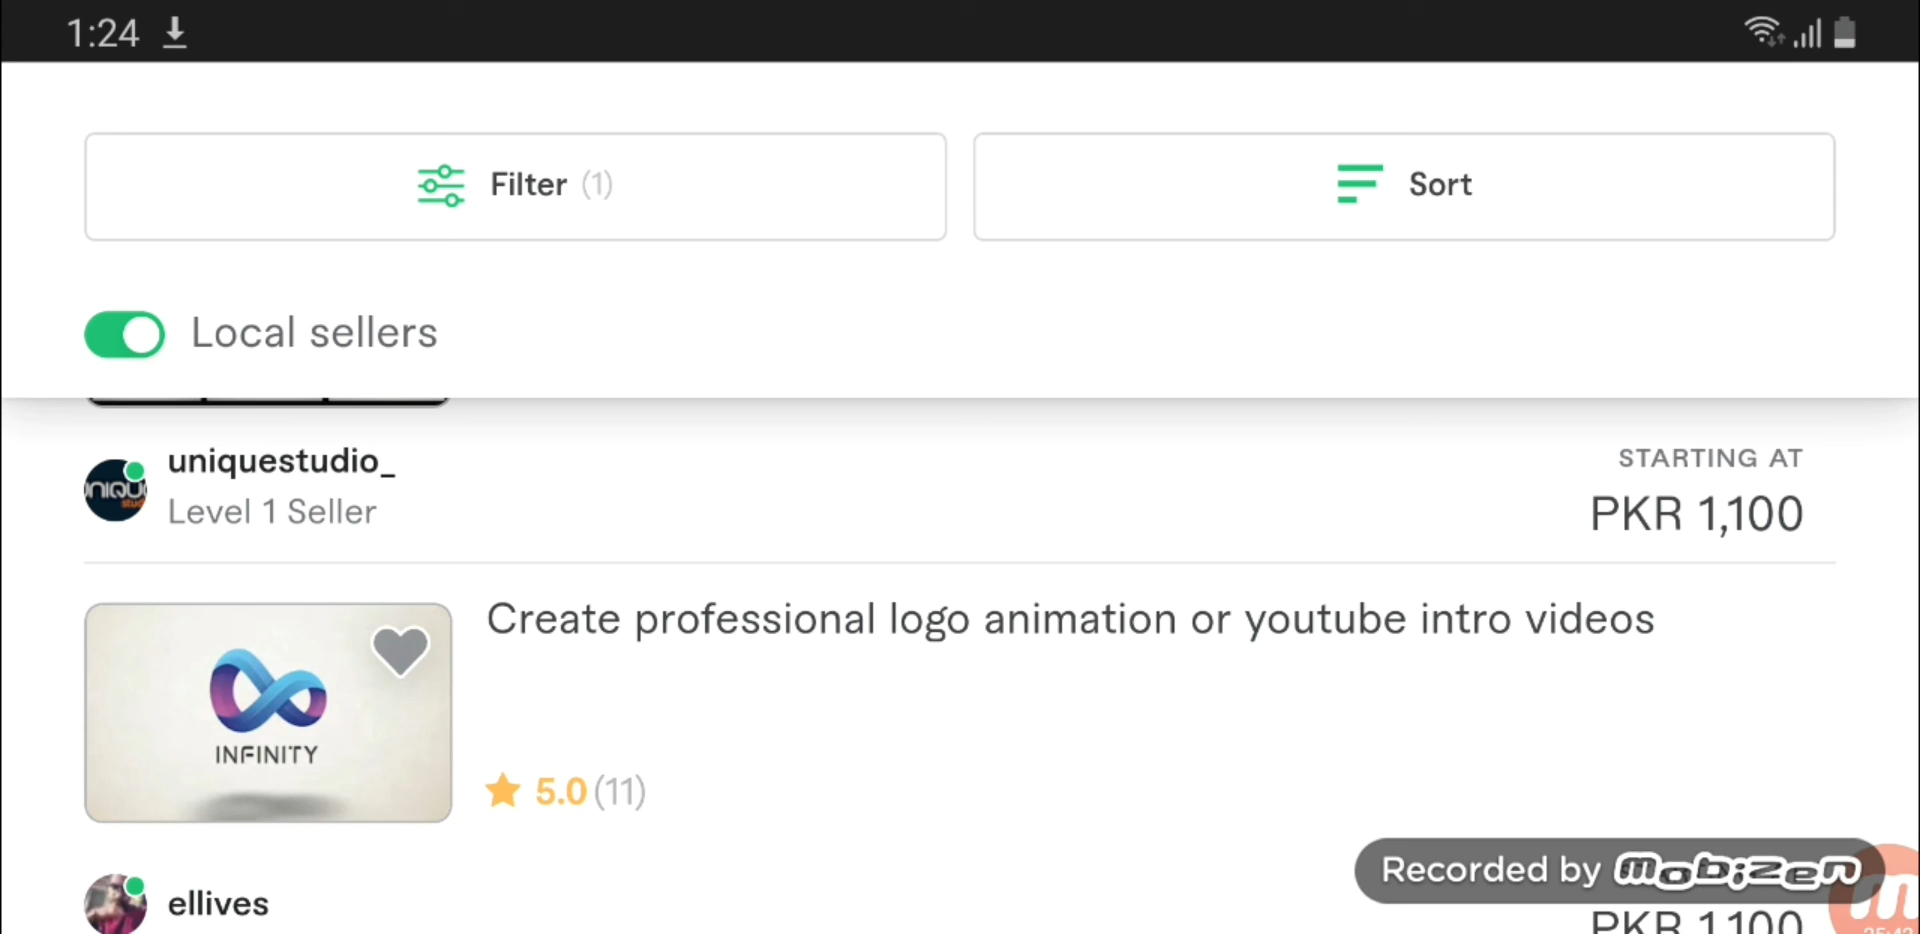 1:24
Filter (1)
Sort
Local sellers
uniquestudio_
Level 1 Seller
STARTING AT
PKR 1,100
Create professional logo animation or youtube intro videos
INFINITY
5.0 (11)
Recorded by mobizen
ellives
PKR 1,100